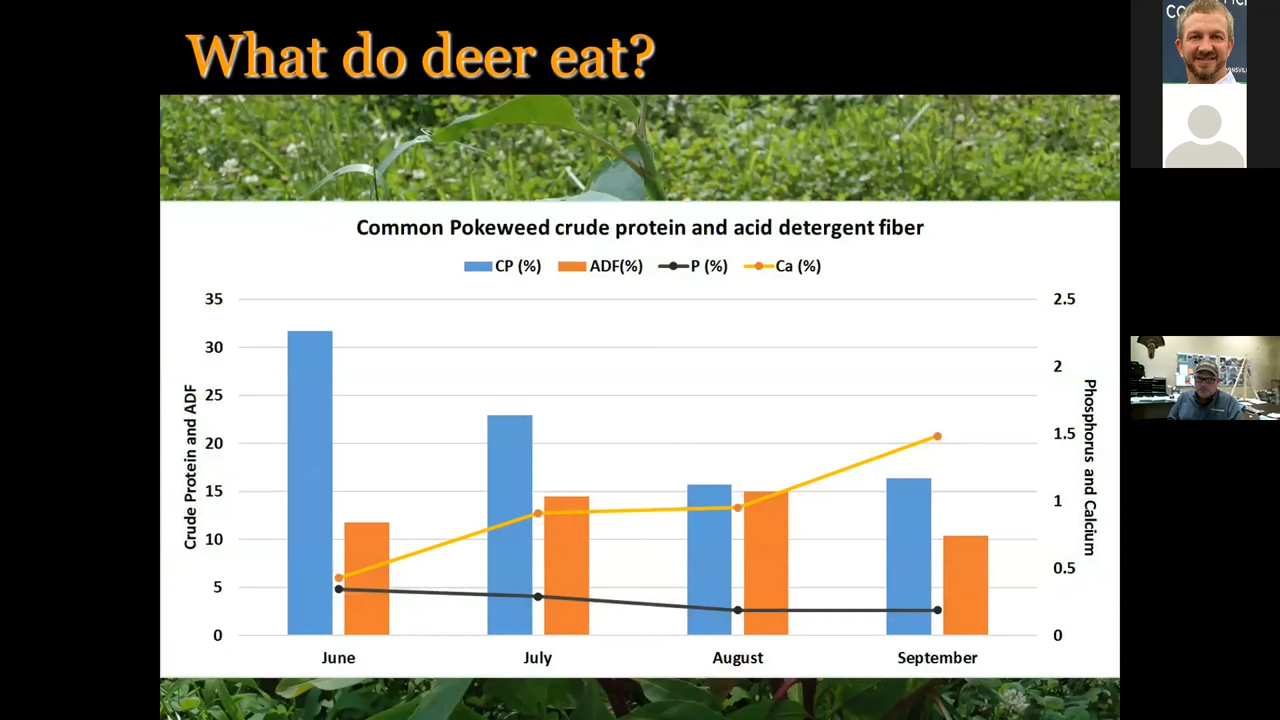 What do deer eat?
Common Pokeweed crude protein and acid detergent fiber
CP (%) ADF(%) P (%) Ca (%)
Crude Protein and ADF
35
30
25
20
15
10
5
0
2.5
2
1.5
1
0.5
0
Phosphorus and Calcium
June July August September